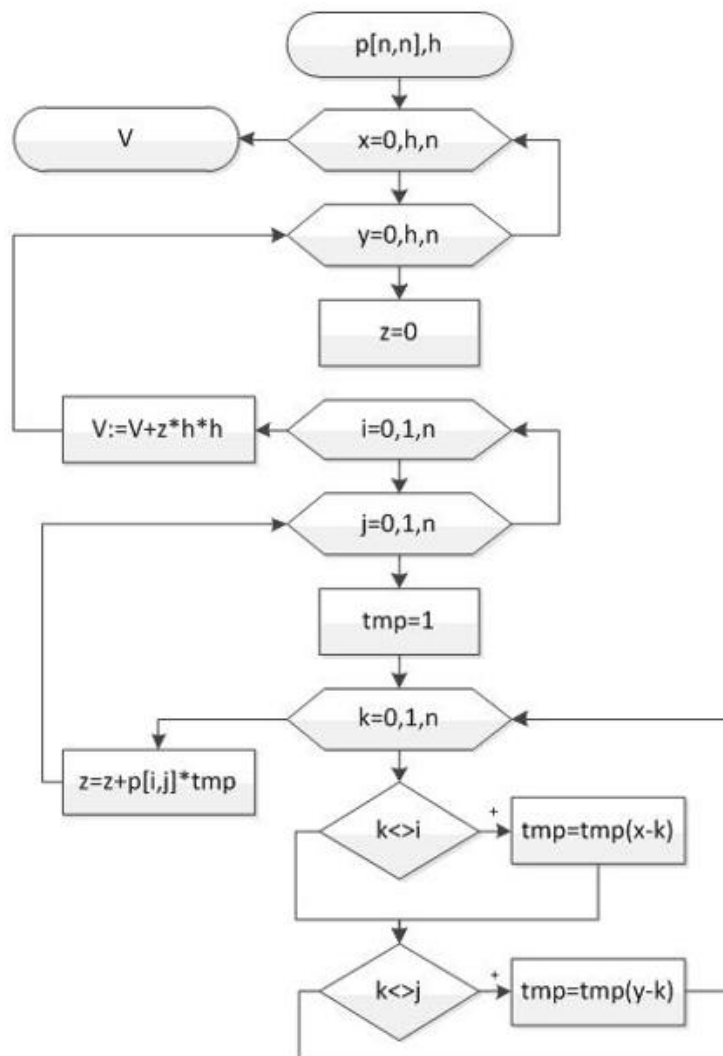 p[n,n],h
V
x=0,h,n
y=0,h,n
z=0
V:=V+z*h*h
i=0,1,n
j=0,1,n
tmp=1
k=0,1,n
z=z+p[i,j]*tmp
k<>i
+
tmp=tmp(x-k)
k<>j
+
tmp=tmp(y-k)